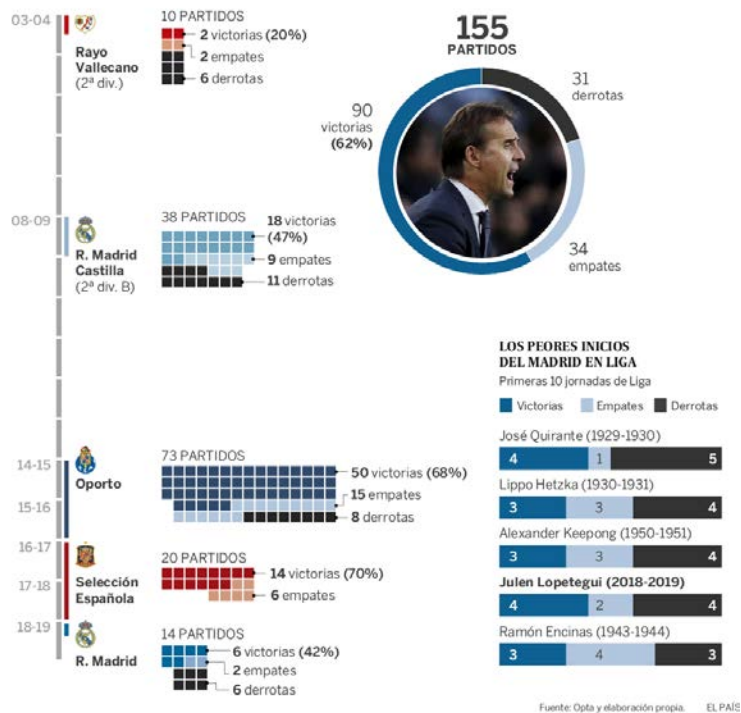 03-04
Rayo
Vallecano
(2ª div.)
10 PARTIDOS
2 victorias (20%)
2 empates
6 derrotas
08-09
R. Madrid
Castilla
(2ª div. B)
38 PARTIDOS
18 victorias
(47%)
9 empates
11 derrotas
14-15
15-16
Oporto
73 PARTIDOS
50 victorias (68%)
15 empates
8 derrotas
16-17
17-18
Selección
Española
20 PARTIDOS
14 victorias (70%)
6 empates
18-19
R. Madrid
14 PARTIDOS
6 victorias (42%)
2 empates
6 derrotas
155
PARTIDOS
90
victorias
(62%)
31
derrotas
34
empates
LOS PEORES INICIOS
DEL MADRID EN LIGA
Primeras 10 jornadas de Liga
Victorias Empates Derrotas
José Quirante (1929-1930)
4 1 5
Lippo Hetzka (1930-1931)
3 3 4
Alexander Keepong (1950-1951)
3 3 4
Julen Lopetegui (2018-2019)
4 2 4
Ramón Encinas (1943-1944)
3 4 3
Fuente: Opta y elaboración propia. EL PAÍS